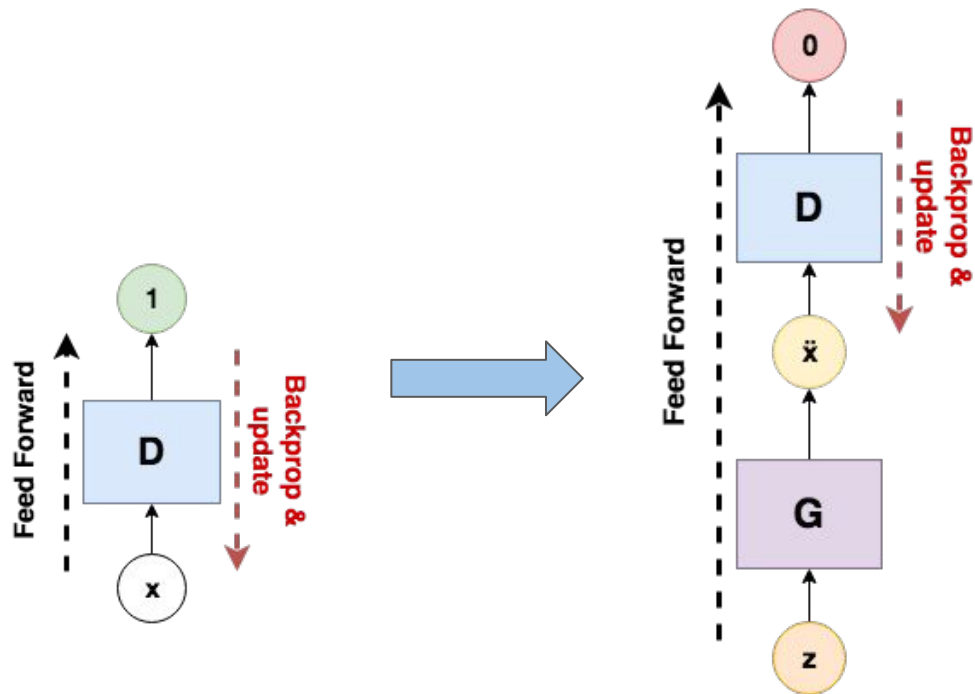 1
Feed Forward
D
Backprop &
update
x
0
Feed Forward
D
Backprop &
update
ẍ
G
z